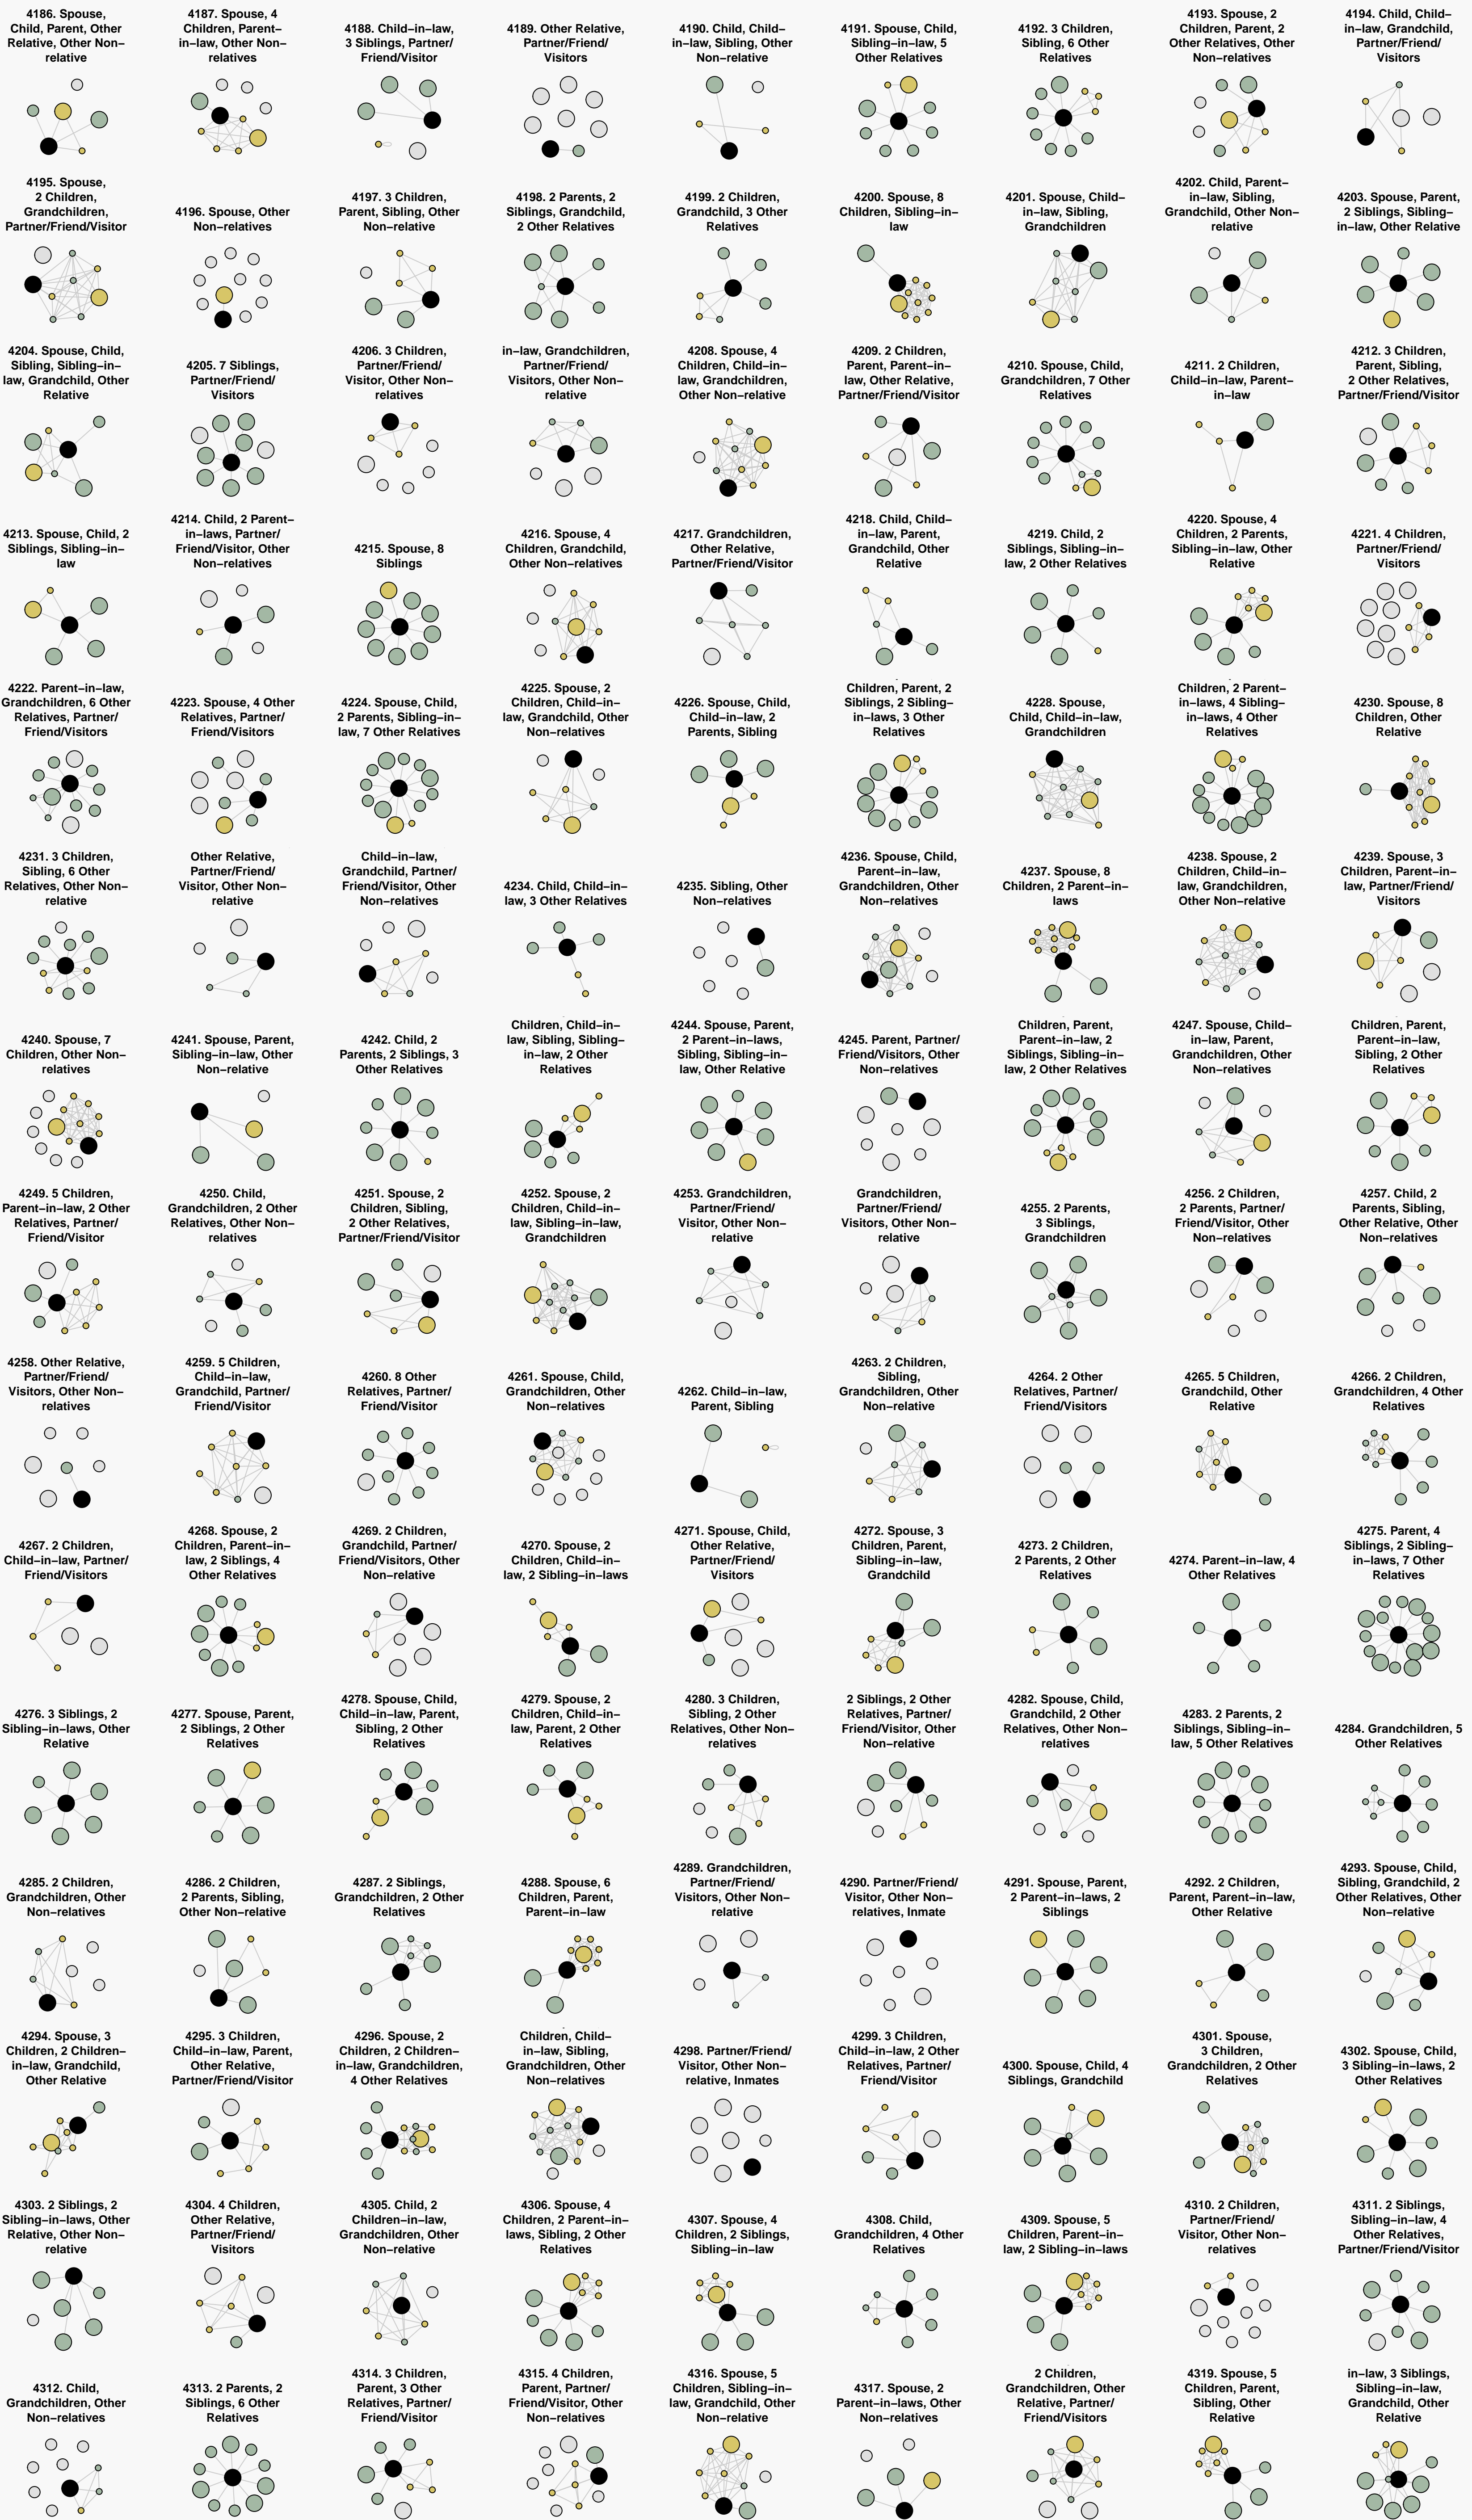 4186. Spouse,
Child, Parent, Other
Relative, Other Non−
relative
4187. Spouse, 4
Children, Parent−
in−law, Other Non−
relatives
4188. Child−in−law,
3 Siblings, Partner/
Friend/Visitor
4189. Other Relative,
Partner/Friend/
Visitors
4190. Child, Child−
in−law, Sibling, Other
Non−relative
4191. Spouse, Child,
Sibling−in−law, 5
Other Relatives
4192. 3 Children,
Sibling, 6 Other
Relatives
4193. Spouse, 2
Children, Parent, 2
Other Relatives, Other
Non−relatives
4194. Child, Child−
in−law, Grandchild,
Partner/Friend/
Visitors
4195. Spouse,
2 Children,
Grandchildren,
Partner/Friend/Visitor
4196. Spouse, Other
Non−relatives
4197. 3 Children,
Parent, Sibling, Other
Non−relative
4198. 2 Parents, 2
Siblings, Grandchild,
2 Other Relatives
4199. 2 Children,
Grandchild, 3 Other
Relatives
4200. Spouse, 8
Children, Sibling−in−
law
4201. Spouse, Child−
in−law, Sibling,
Grandchildren
4202. Child, Parent−
in−law, Sibling,
Grandchild, Other Non−
relative
4203. Spouse, Parent,
2 Siblings, Sibling−
in−law, Other Relative
4204. Spouse, Child,
Sibling, Sibling−in−
law, Grandchild, Other
Relative
4205. 7 Siblings,
Partner/Friend/
Visitors
4206. 3 Children,
Partner/Friend/
Visitor, Other Non−
relatives
in−law, Grandchildren,
Partner/Friend/
Visitors, Other Non−
relative
4208. Spouse, 4
Children, Child−in−
law, Grandchildren,
Other Non−relative
4209. 2 Children,
Parent, Parent−in−
law, Other Relative,
Partner/Friend/Visitor
4210. Spouse, Child,
Grandchildren, 7 Other
Relatives
4211. 2 Children,
Child−in−law, Parent−
in−law
4212. 3 Children,
Parent, Sibling,
2 Other Relatives,
Partner/Friend/Visitor
4213. Spouse, Child, 2
Siblings, Sibling−in−
law
4214. Child, 2 Parent−
in−laws, Partner/
Friend/Visitor, Other
Non−relatives
4215. Spouse, 8
Siblings
4216. Spouse, 4
Children, Grandchild,
Other Non−relatives
4217. Grandchildren,
Other Relative,
Partner/Friend/Visitor
4218. Child, Child−
in−law, Parent,
Grandchild, Other
Relative
4219. Child, 2
Siblings, Sibling−in−
law, 2 Other Relatives
4220. Spouse, 4
Children, 2 Parents,
Sibling−in−law, Other
Relative
4221. 4 Children,
Partner/Friend/
Visitors
4222. Parent−in−law,
Grandchildren, 6 Other
Relatives, Partner/
Friend/Visitors
4223. Spouse, 4 Other
Relatives, Partner/
Friend/Visitors
4224. Spouse, Child,
2 Parents, Sibling−in−
law, 7 Other Relatives
4225. Spouse, 2
Children, Child−in−
law, Grandchild, Other
Non−relatives
4226. Spouse, Child,
Child−in−law, 2
Parents, Sibling
Children, Parent, 2
Siblings, 2 Sibling−
in−laws, 3 Other
Relatives
4228. Spouse,
Child, Child−in−law,
Grandchildren
Children, 2 Parent−
in−laws, 4 Sibling−
in−laws, 4 Other
Relatives
4230. Spouse, 8
Children, Other
Relative
4231. 3 Children,
Sibling, 6 Other
Relatives, Other Non−
relative
Other Relative,
Partner/Friend/
Visitor, Other Non−
relative
Child−in−law,
Grandchild, Partner/
Friend/Visitor, Other
Non−relatives
4234. Child, Child−in−
law, 3 Other Relatives
4235. Sibling, Other
Non−relatives
4236. Spouse, Child,
Parent−in−law,
Grandchildren, Other
Non−relatives
4237. Spouse, 8
Children, 2 Parent−in−
laws
4238. Spouse, 2
Children, Child−in−
law, Grandchildren,
Other Non−relative
4239. Spouse, 3
Children, Parent−in−
law, Partner/Friend/
Visitors
4240. Spouse, 7
Children, Other Non−
relatives
4241. Spouse, Parent,
Sibling−in−law, Other
Non−relative
4242. Child, 2
Parents, 2 Siblings, 3
Other Relatives
Children, Child−in−
law, Sibling, Sibling−
in−law, 2 Other
Relatives
4244. Spouse, Parent,
2 Parent−in−laws,
Sibling, Sibling−in−
law, Other Relative
4245. Parent, Partner/
Friend/Visitors, Other
Non−relatives
Children, Parent,
Parent−in−law, 2
Siblings, Sibling−in−
law, 2 Other Relatives
4247. Spouse, Child−
in−law, Parent,
Grandchildren, Other
Non−relatives
Children, Parent,
Parent−in−law,
Sibling, 2 Other
Relatives
4249. 5 Children,
Parent−in−law, 2 Other
Relatives, Partner/
Friend/Visitor
4250. Child,
Grandchildren, 2 Other
Relatives, Other Non−
relatives
4251. Spouse, 2
Children, Sibling,
2 Other Relatives,
Partner/Friend/Visitor
4252. Spouse, 2
Children, Child−in−
law, Sibling−in−law,
Grandchildren
4253. Grandchildren,
Partner/Friend/
Visitor, Other Non−
relative
Grandchildren,
Partner/Friend/
Visitors, Other Non−
relative
4255. 2 Parents,
3 Siblings,
Grandchildren
4256. 2 Children,
2 Parents, Partner/
Friend/Visitor, Other
Non−relatives
4257. Child, 2
Parents, Sibling,
Other Relative, Other
Non−relatives
4258. Other Relative,
Partner/Friend/
Visitors, Other Non−
relatives
4259. 5 Children,
Child−in−law,
Grandchild, Partner/
Friend/Visitor
4260. 8 Other
Relatives, Partner/
Friend/Visitor
4261. Spouse, Child,
Grandchildren, Other
Non−relatives
4262. Child−in−law,
Parent, Sibling
4263. 2 Children,
Sibling,
Grandchildren, Other
Non−relative
4264. 2 Other
Relatives, Partner/
Friend/Visitors
4265. 5 Children,
Grandchild, Other
Relative
4266. 2 Children,
Grandchildren, 4 Other
Relatives
4267. 2 Children,
Child−in−law, Partner/
Friend/Visitors
4268. Spouse, 2
Children, Parent−in−
law, 2 Siblings, 4
Other Relatives
4269. 2 Children,
Grandchild, Partner/
Friend/Visitors, Other
Non−relative
4270. Spouse, 2
Children, Child−in−
law, 2 Sibling−in−laws
4271. Spouse, Child,
Other Relative,
Partner/Friend/
Visitors
4272. Spouse, 3
Children, Parent,
Sibling−in−law,
Grandchild
4273. 2 Children,
2 Parents, 2 Other
Relatives
4274. Parent−in−law, 4
Other Relatives
4275. Parent, 4
Siblings, 2 Sibling−
in−laws, 7 Other
Relatives
4276. 3 Siblings, 2
Sibling−in−laws, Other
Relative
4277. Spouse, Parent,
2 Siblings, 2 Other
Relatives
4278. Spouse, Child,
Child−in−law, Parent,
Sibling, 2 Other
Relatives
4279. Spouse, 2
Children, Child−in−
law, Parent, 2 Other
Relatives
4280. 3 Children,
Sibling, 2 Other
Relatives, Other Non−
relatives
2 Siblings, 2 Other
Relatives, Partner/
Friend/Visitor, Other
Non−relative
4282. Spouse, Child,
Grandchild, 2 Other
Relatives, Other Non−
relatives
4283. 2 Parents, 2
Siblings, Sibling−in−
law, 5 Other Relatives
4284. Grandchildren, 5
Other Relatives
4285. 2 Children,
Grandchildren, Other
Non−relatives
4286. 2 Children,
2 Parents, Sibling,
Other Non−relative
4287. 2 Siblings,
Grandchildren, 2 Other
Relatives
4288. Spouse, 6
Children, Parent,
Parent−in−law
4289. Grandchildren,
Partner/Friend/
Visitors, Other Non−
relative
4290. Partner/Friend/
Visitor, Other Non−
relatives, Inmate
4291. Spouse, Parent,
2 Parent−in−laws, 2
Siblings
4292. 2 Children,
Parent, Parent−in−law,
Other Relative
4293. Spouse, Child,
Sibling, Grandchild, 2
Other Relatives, Other
Non−relative
4294. Spouse, 3
Children, 2 Children−
in−law, Grandchild,
Other Relative
4295. 3 Children,
Child−in−law, Parent,
Other Relative,
Partner/Friend/Visitor
4296. Spouse, 2
Children, 2 Children−
in−law, Grandchildren,
4 Other Relatives
Children, Child−
in−law, Sibling,
Grandchildren, Other
Non−relatives
4298. Partner/Friend/
Visitor, Other Non−
relative, Inmates
4299. 3 Children,
Child−in−law, 2 Other
Relatives, Partner/
Friend/Visitor
4300. Spouse, Child, 4
Siblings, Grandchild
4301. Spouse,
3 Children,
Grandchildren, 2 Other
Relatives
4302. Spouse, Child,
3 Sibling−in−laws, 2
Other Relatives
4303. 2 Siblings, 2
Sibling−in−laws, Other
Relative, Other Non−
relative
4304. 4 Children,
Other Relative,
Partner/Friend/
Visitors
4305. Child, 2
Children−in−law,
Grandchildren, Other
Non−relative
4306. Spouse, 4
Children, 2 Parent−in−
laws, Sibling, 2 Other
Relatives
4307. Spouse, 4
Children, 2 Siblings,
Sibling−in−law
4308. Child,
Grandchildren, 4 Other
Relatives
4309. Spouse, 5
Children, Parent−in−
law, 2 Sibling−in−laws
4310. 2 Children,
Partner/Friend/
Visitor, Other Non−
relatives
4311. 2 Siblings,
Sibling−in−law, 4
Other Relatives,
Partner/Friend/Visitor
4312. Child,
Grandchildren, Other
Non−relatives
4313. 2 Parents, 2
Siblings, 6 Other
Relatives
4314. 3 Children,
Parent, 3 Other
Relatives, Partner/
Friend/Visitor
4315. 4 Children,
Parent, Partner/
Friend/Visitor, Other
Non−relatives
4316. Spouse, 5
Children, Sibling−in−
law, Grandchild, Other
Non−relative
4317. Spouse, 2
Parent−in−laws, Other
Non−relatives
2 Children,
Grandchildren, Other
Relative, Partner/
Friend/Visitors
4319. Spouse, 5
Children, Parent,
Sibling, Other
Relative
in−law, 3 Siblings,
Sibling−in−law,
Grandchild, Other
Relative